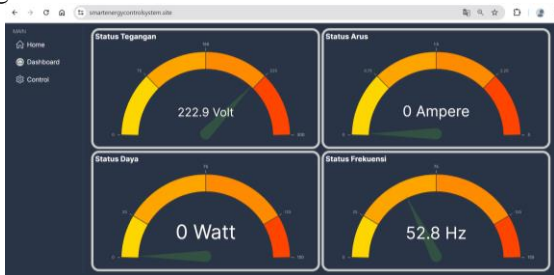 smartenergycontrolsystem.site
MAIN
Home
Dashboard
Control
Status Tegangan
222.9 Volt
Status Arus
0 Ampere
Status Daya
0 Watt
Status Frekuensi
52.8 Hz